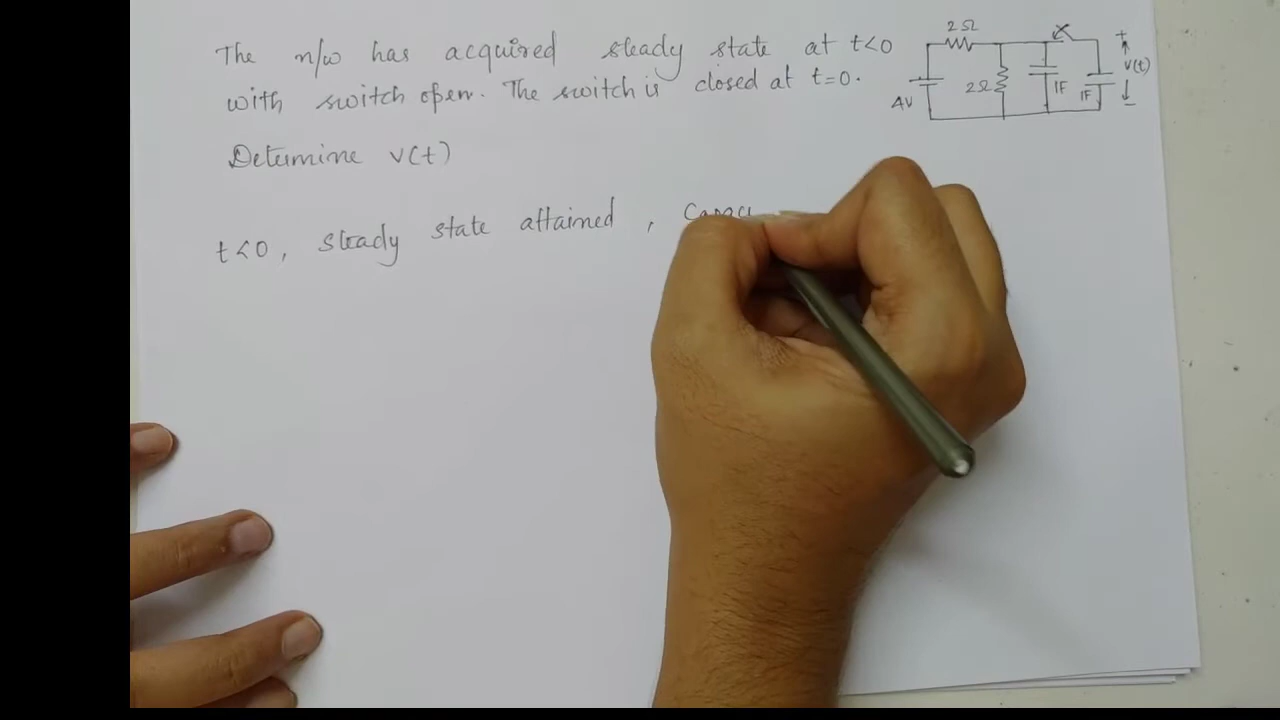 The n/w has acquired steady state at t<0
with switch open. The switch is closed at t=0.
Determine v(t)
t<0, steady state attained,
2Ω
2Ω
4V
1F
1F
+
v(t)
-